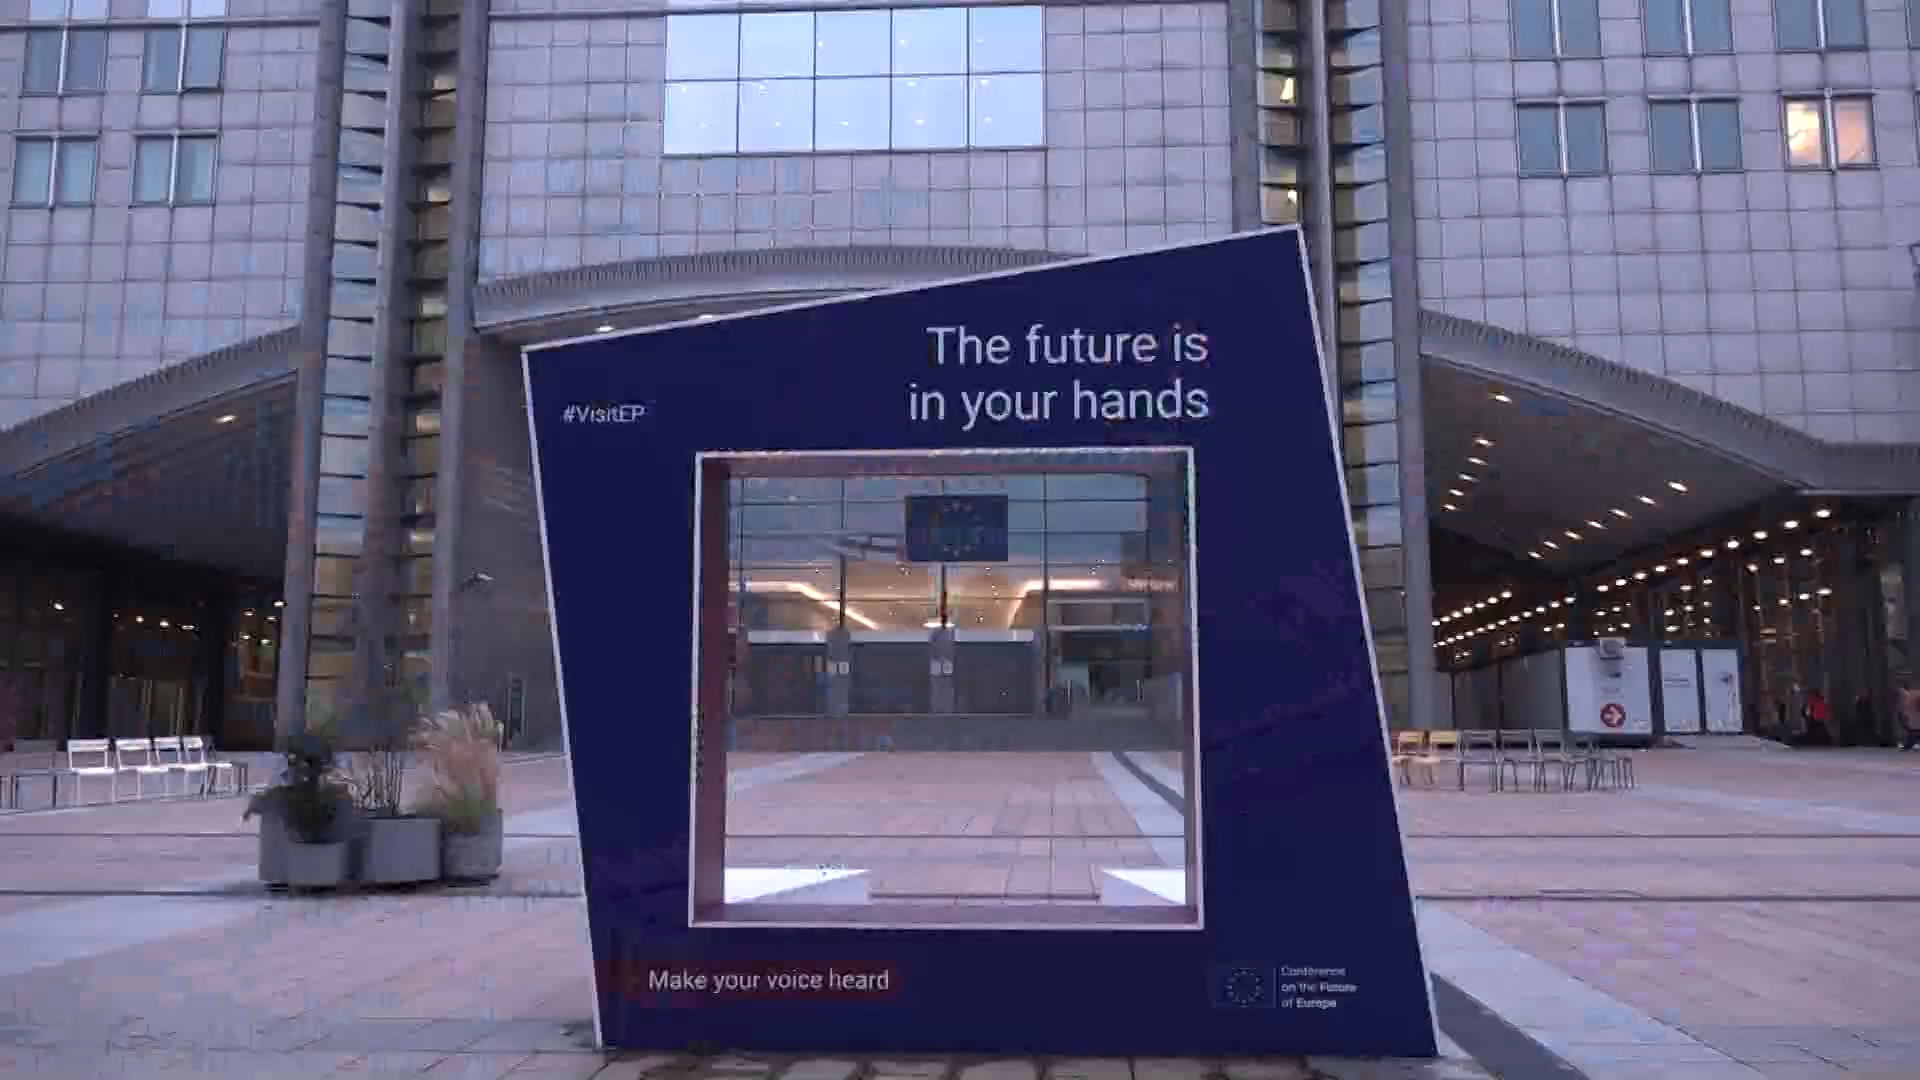 The future is
in your hands
#VisitEP
Make your voice heard
Conference
on the Future
of Europe